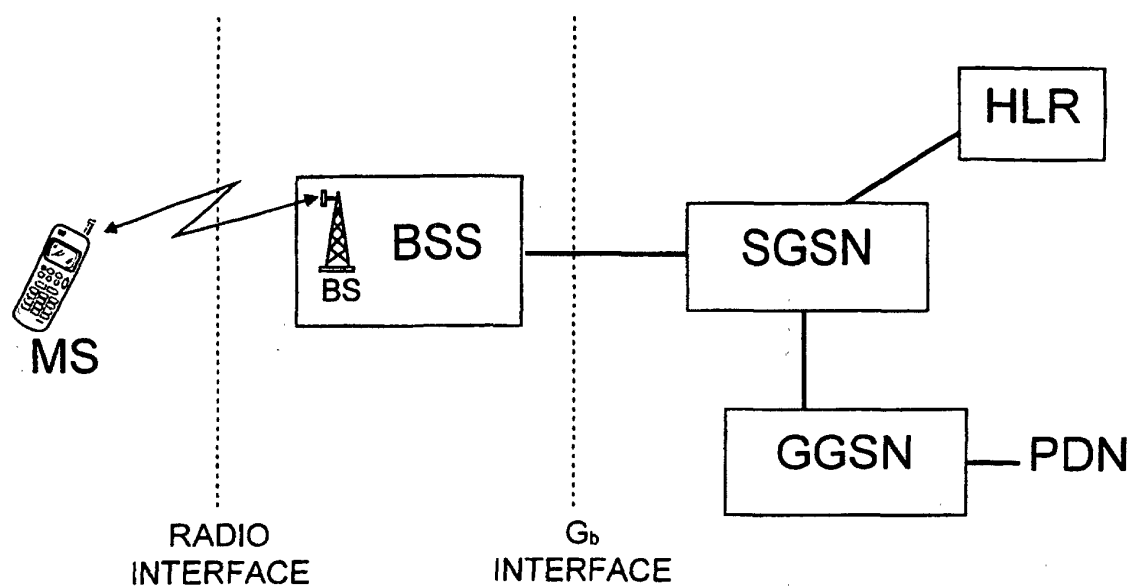 HLR
BSS
SGSN
BS
MS
GGSN
PDN
RADIO
INTERFACE
Gb
INTERFACE